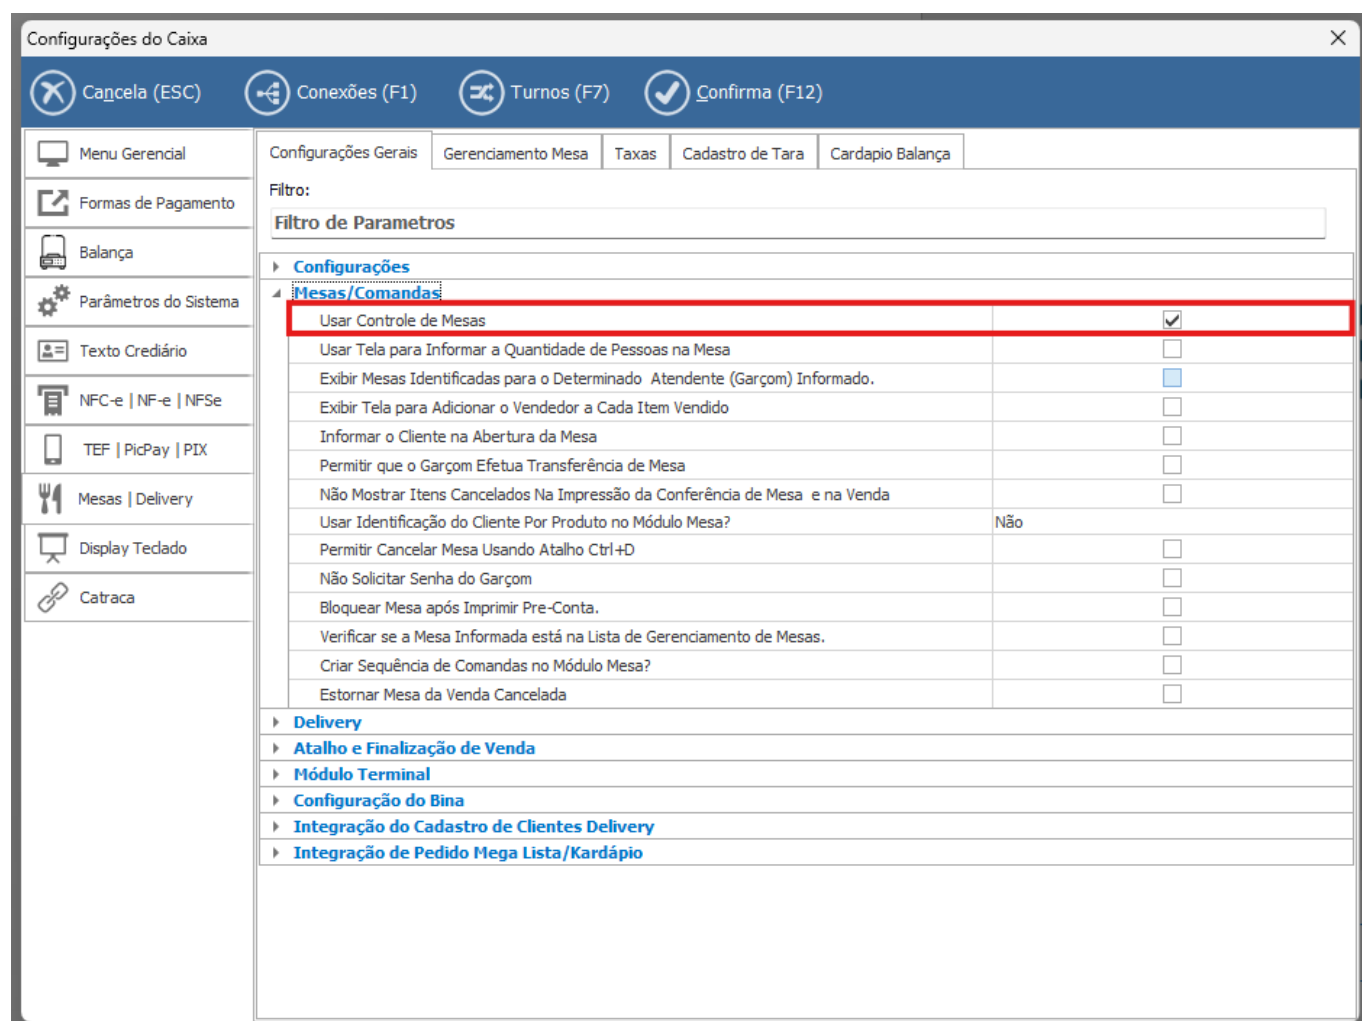 Configurações do Caixa
Cancela (ESC)
Conexões (F1)
Turnos (F7)
Confirma (F12)
Menu Gerencial
Formas de Pagamento
Balança
Parâmetros do Sistema
Texto Crediário
NFC-e | NF-e | NFSe
TEF | PicPay | PIX
Mesas | Delivery
Display Teclado
Catraca
Configurações Gerais
Gerenciamento Mesa
Taxas
Cadastro de Tara
Cardapio Balança
Filtro:
Filtro de Parametros
Configurações
Mesas/Comandas
Usar Controle de Mesas
Usar Tela para Informar a Quantidade de Pessoas na Mesa
Exibir Mesas Identificadas para o Determinado  Atendente (Garçom) Informado.
Exibir Tela para Adicionar o Vendedor a Cada Item Vendido
Informar o Cliente na Abertura da Mesa
Permitir que o Garçom Efetua Transferência de Mesa
Não Mostrar Itens Cancelados Na Impressão da Conferência de Mesa  e na Venda
Usar Identificação do Cliente Por Produto no Módulo Mesa? Não
Permitir Cancelar Mesa Usando Atalho Ctrl+D
Não Solicitar Senha do Garçom
Bloquear Mesa após Imprimir Pre-Conta.
Verificar se a Mesa Informada está na Lista de Gerenciamento de Mesas.
Criar Sequência de Comandas no Módulo Mesa?
Estornar Mesa da Venda Cancelada
Delivery
Atalho e Finalização de Venda
Módulo Terminal
Configuração do Bina
Integração do Cadastro de Clientes Delivery
Integração de Pedido Mega Lista/Kardápio